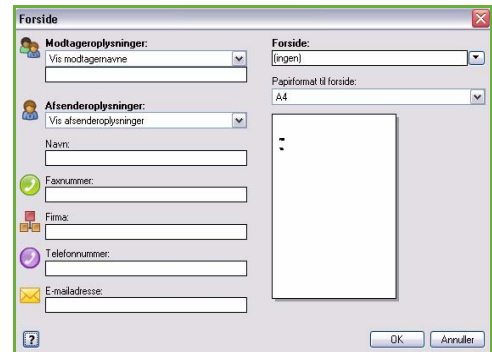 Forside
Modtageroplysninger:
Vis modtagernavne
Afsenderoplysninger:
Vis afsenderoplysninger
Navn:
Faxnummer:
Firma:
Telefonnummer:
E-mailadresse:
Forside:
(ingen)
Papirformat til forside:
A4
?
OK
Annuller